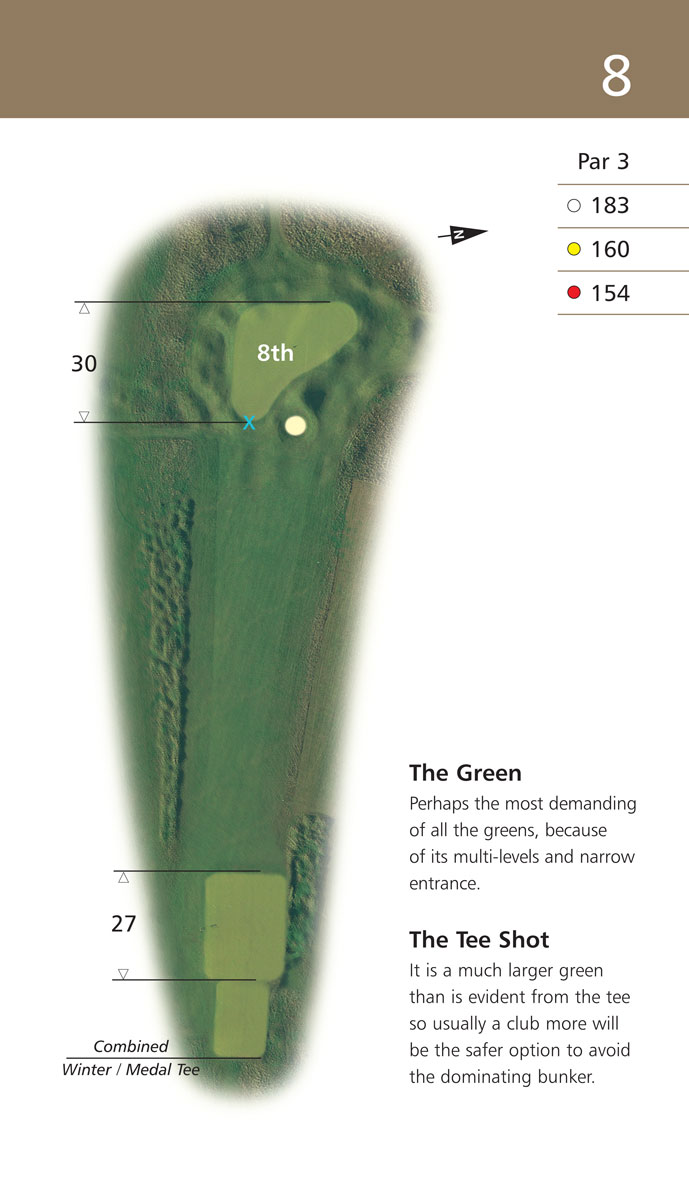 8
Par 3
183
160
154
N
8th
30
X
The Green
Perhaps the most demanding
of all the greens, because
of its multi-levels and narrow
entrance.
27
The Tee Shot
It is a much larger green
than is evident from the tee
so usually a club more will
be the safer option to avoid
the dominating bunker.
Combined
Winter / Medal Tee